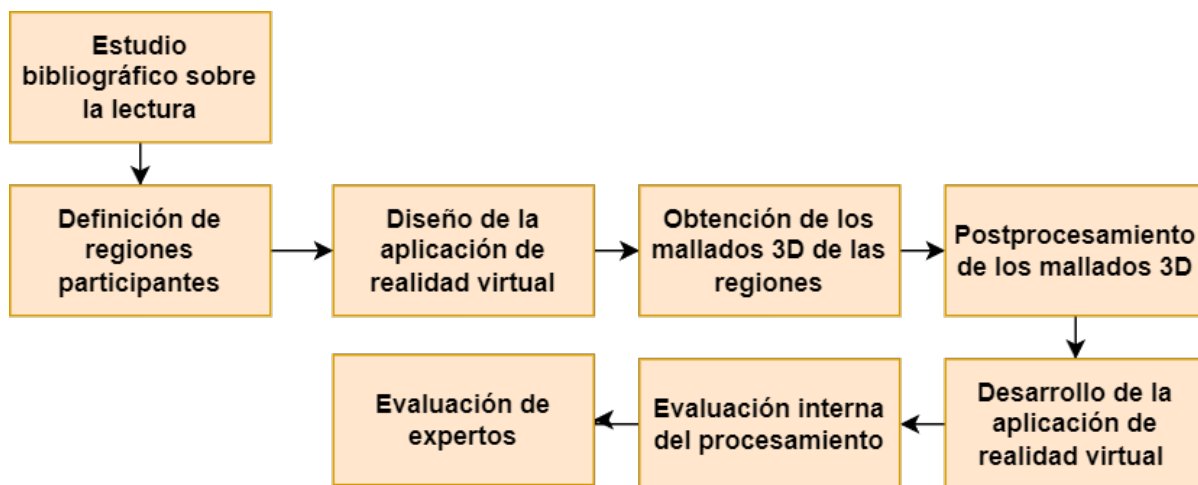 Estudio
bibliográfico sobre
la lectura
Definición de
regiones
participantes
Diseño de la
aplicación de
realidad virtual
Obtención de los
mallados 3D de las
regiones
Postprocesamiento
de los mallados 3D
Desarrollo de la
aplicación de
realidad virtual
Evaluación interna
del procesamiento
Evaluación de
expertos